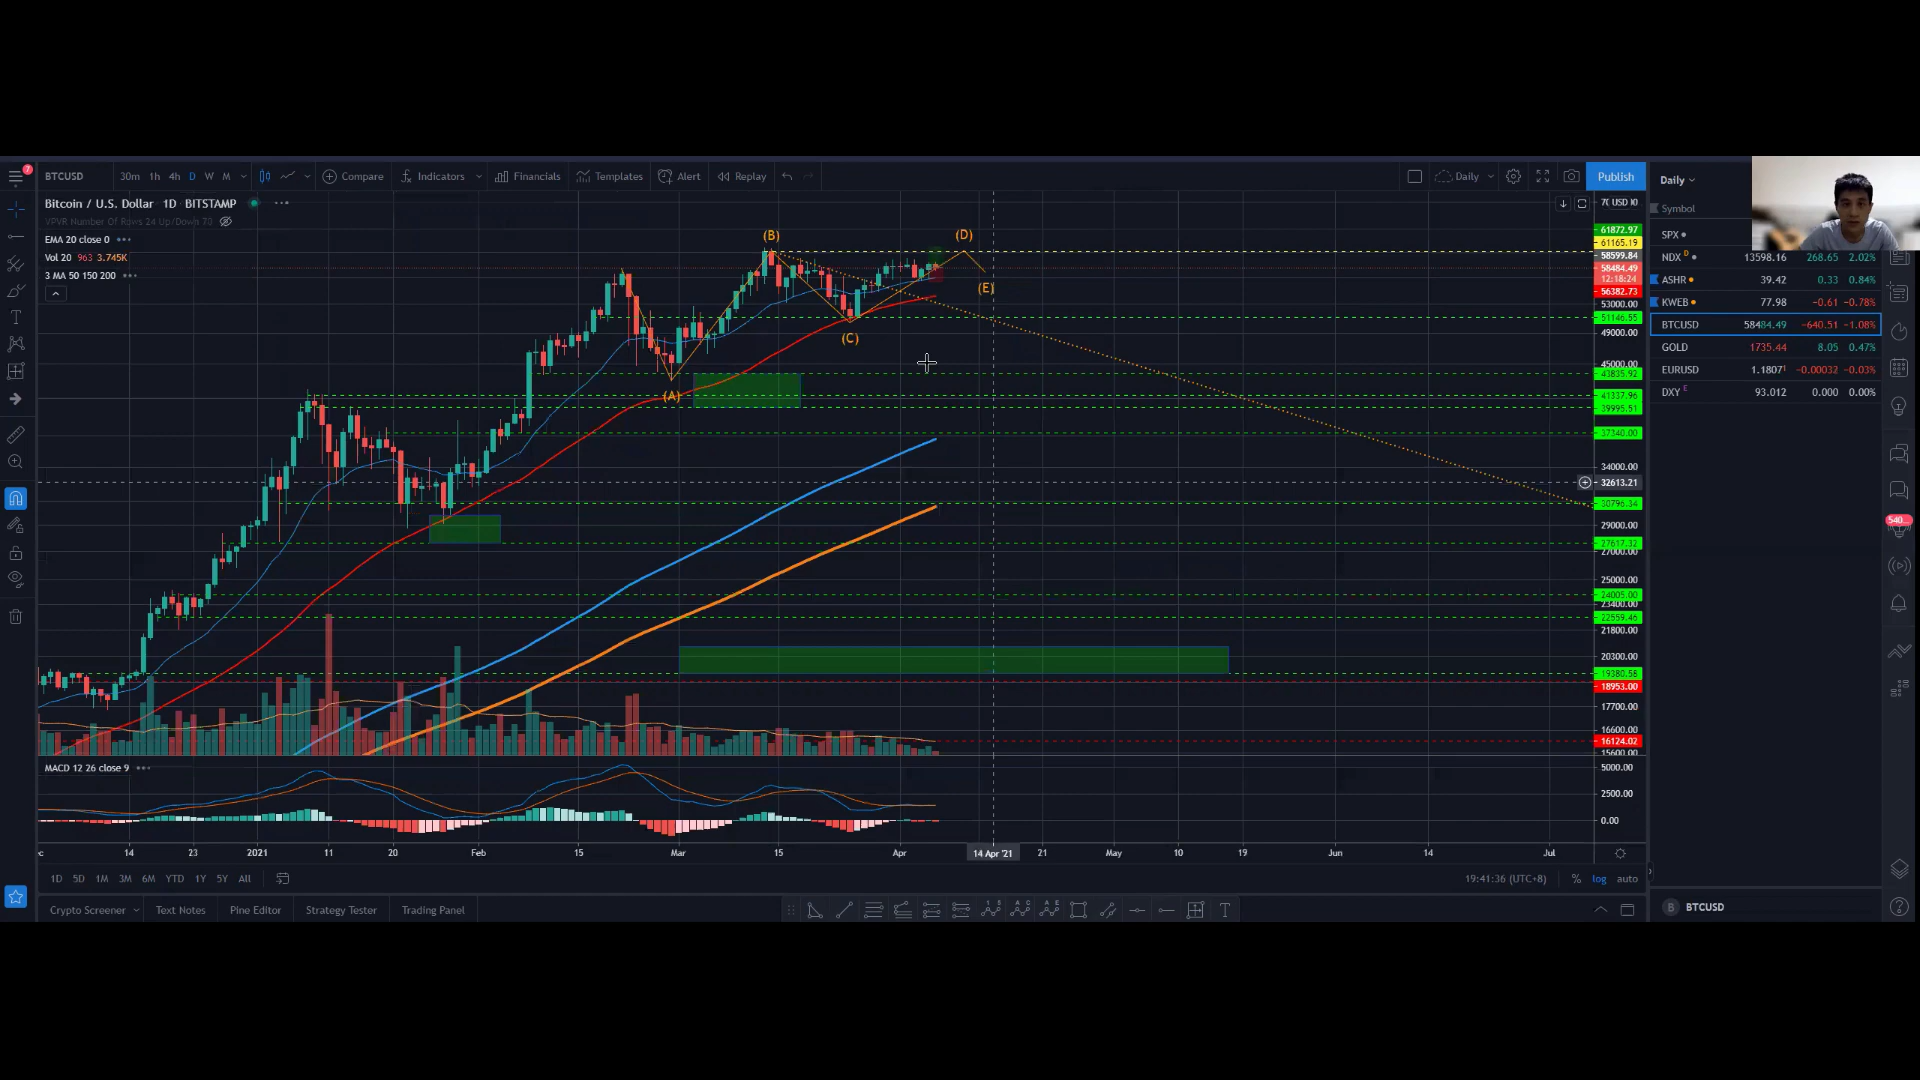 7
BTCUSD
30m 1h 4h D W M
Compare
Indicators
Financials
Templates
Alert
Replay
Daily
Publish
Bitcoin / U.S. Dollar 1D BITSTAMP
VPVR Number Of Rows 24 Up/Down 70
EMA 20 close 0
Vol 20 963 3.745K
3 MA 50 150 200
(A)
(B)
(C)
(D)
(E)
61872.97
61165.19
58599.84
58484.49
12:18:24
56382.73
53000.00
51146.55
49000.00
45000.00
43835.92
41337.96
39995.51
37340.00
34000.00
32613.21
30796.34
29000.00
27617.32
27000.00
25000.00
24005.00
23400.00
22559.46
21800.00
20300.00
19380.58
18953.00
17700.00
16600.00
16124.02
15600.00
MACD 12 26 close 9
5000.00
2500.00
0.00
14 23 2021 11 20 Feb 15 Mar 15 Apr 14 Apr '21 21 May 10 19 Jun 14 Jul
1D 5D 1M 3M 6M YTD 1Y 5Y All
19:41:36 (UTC+8) % log auto
Crypto Screener Text Notes Pine Editor Strategy Tester Trading Panel
Daily
Symbol
SPX
NDX D 13598.16 268.65 2.02%
ASHR 39.42 0.33 0.84%
KWEB 77.98 −0.61 −0.78%
BTCUSD 58484.49 −640.51 −1.08%
GOLD 1735.44 8.05 0.47%
EURUSD 1.18071 −0.00032 −0.03%
DXY E 93.012 0.000 0.00%
540...
B BTCUSD